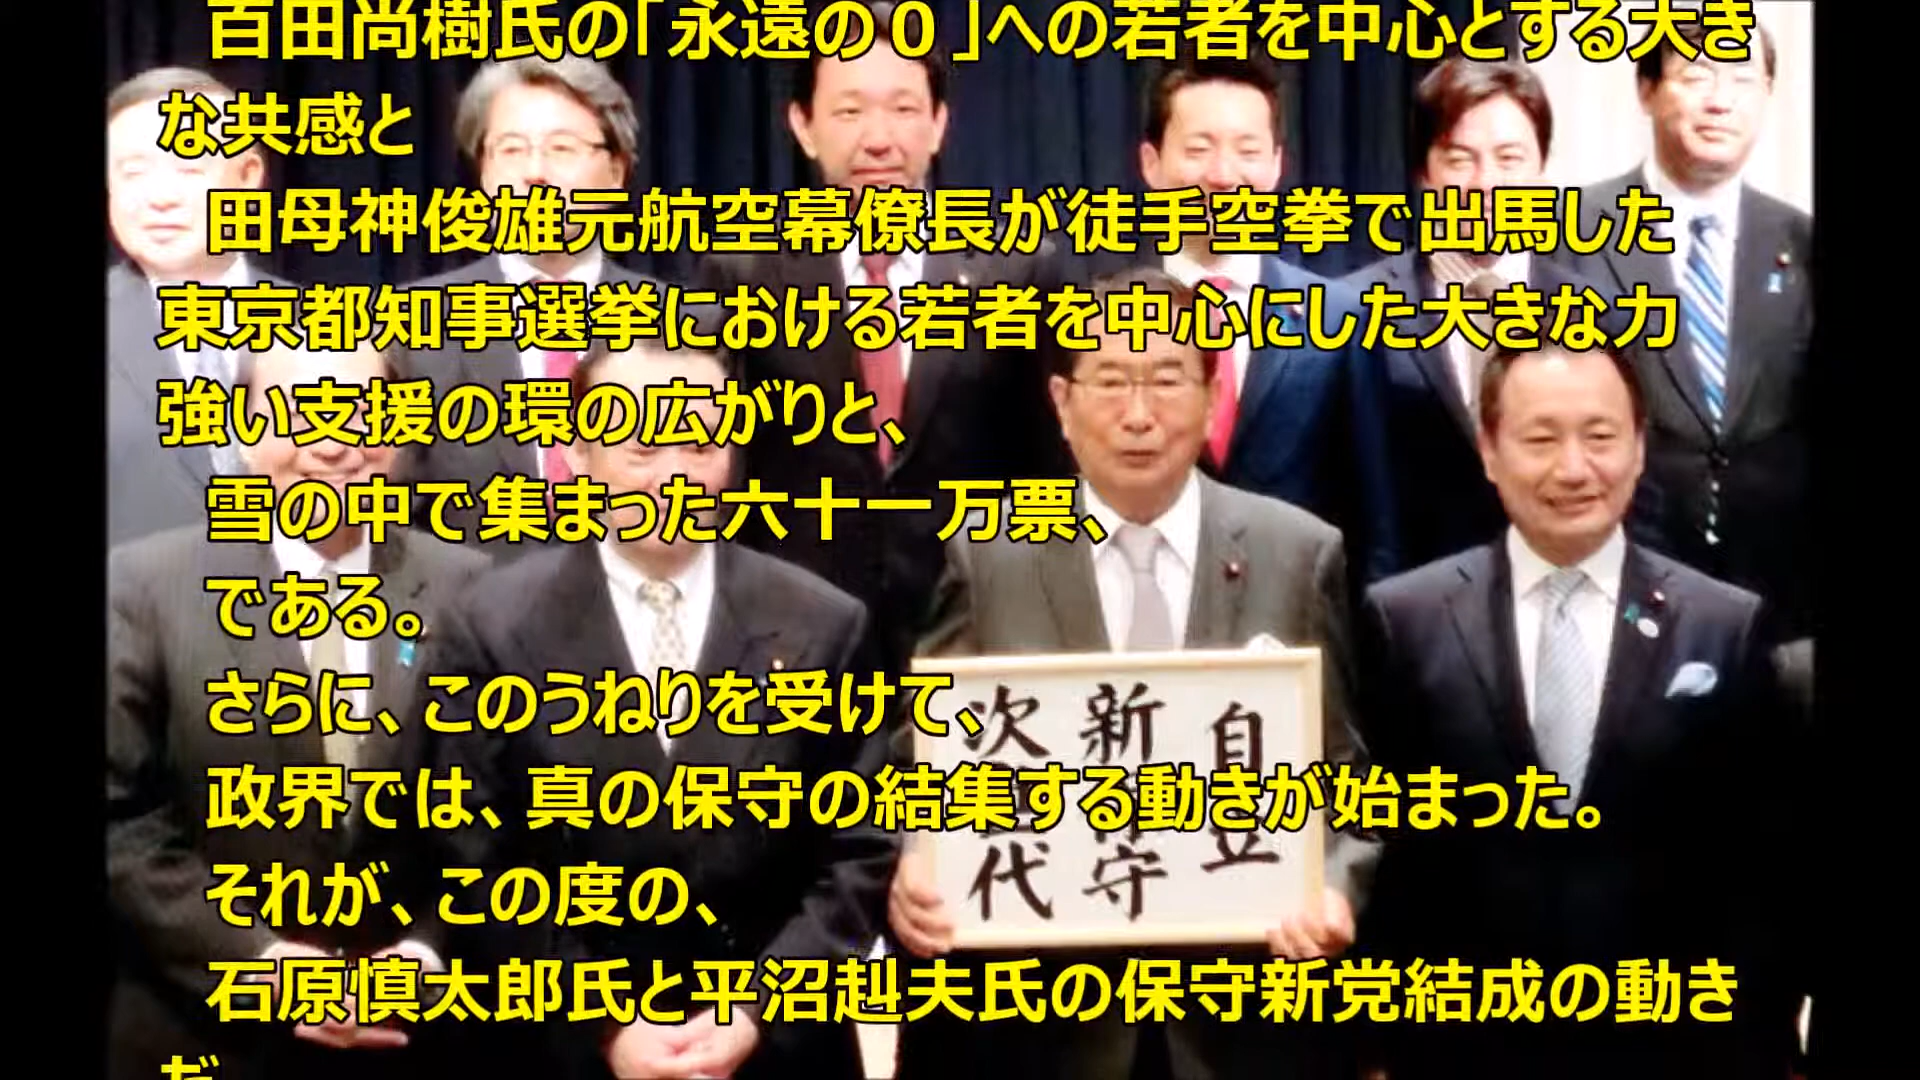 百田尚樹氏の「永遠の０」への若者を中心とする大き
な共感と
田母神俊雄元航空幕僚長が徒手空拳で出馬した
東京都知事選挙における若者を中心にした大きな力
強い支援の環の広がりと、
雪の中で集まった六十一万票、
である。
さらに、このうねりを受けて、
政界では、真の保守の結集する動きが始まった。
それが、この度の、
石原慎太郎氏と平沼赳夫氏の保守新党結成の動き
だ
自立
新保守
次世代